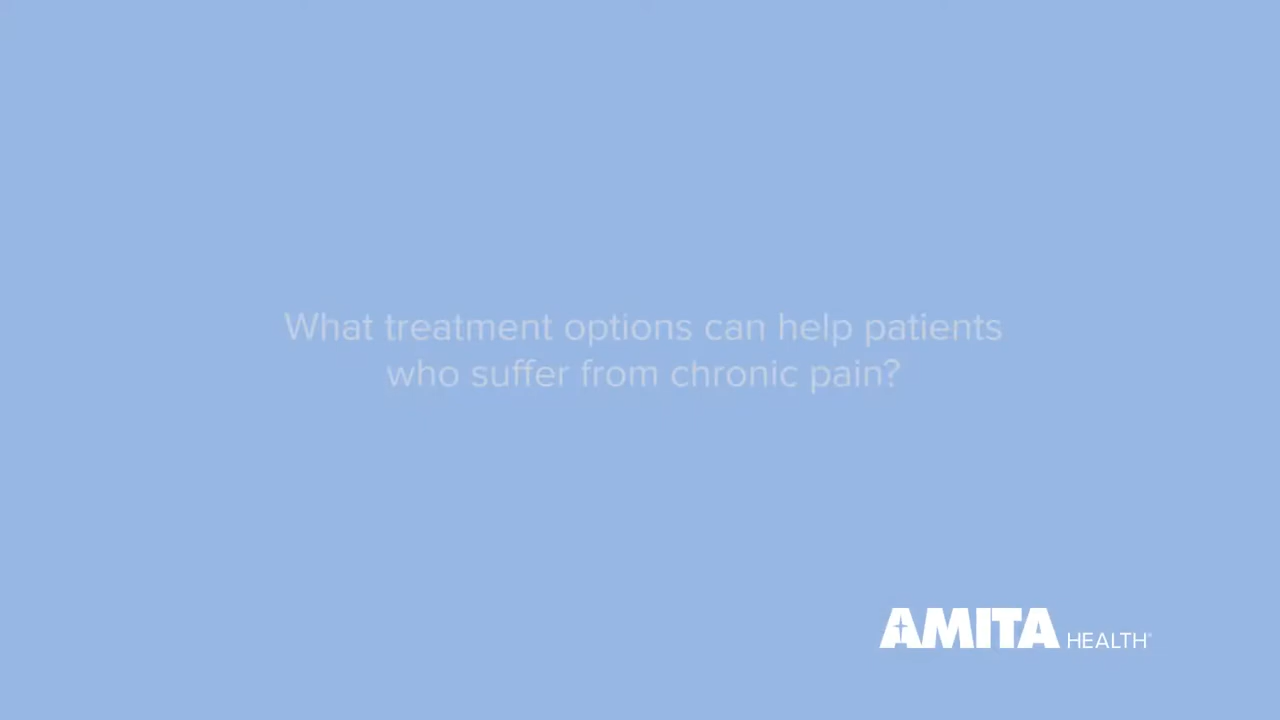 What treatment options can help patients
who suffer from chronic pain?
AMITA HEALTH®